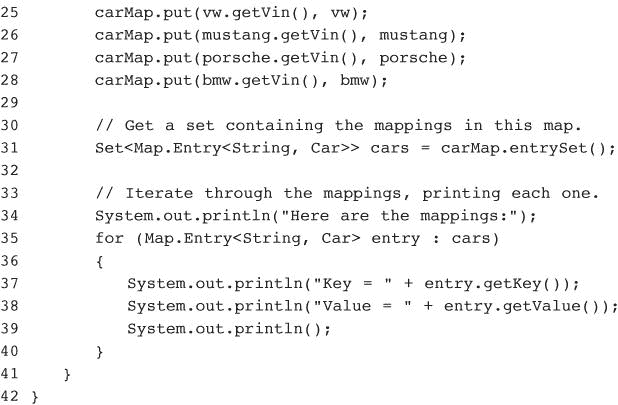 25 carMap.put(vw.getVin(), vw);
26 carMap.put(mustang.getVin(), mustang);
27 carMap.put(porsche.getVin(), porsche);
28 carMap.put(bmw.getVin(), bmw);
29
30 // Get a set containing the mappings in this map.
31 Set<Map.Entry<String, Car>> cars = carMap.entrySet();
32
33 // Iterate through the mappings, printing each one.
34 System.out.println("Here are the mappings:");
35 for (Map.Entry<String, Car> entry : cars)
36 {
37 System.out.println("Key = " + entry.getKey());
38 System.out.println("Value = " + entry.getValue());
39 System.out.println();
40 }
41 }
42 }